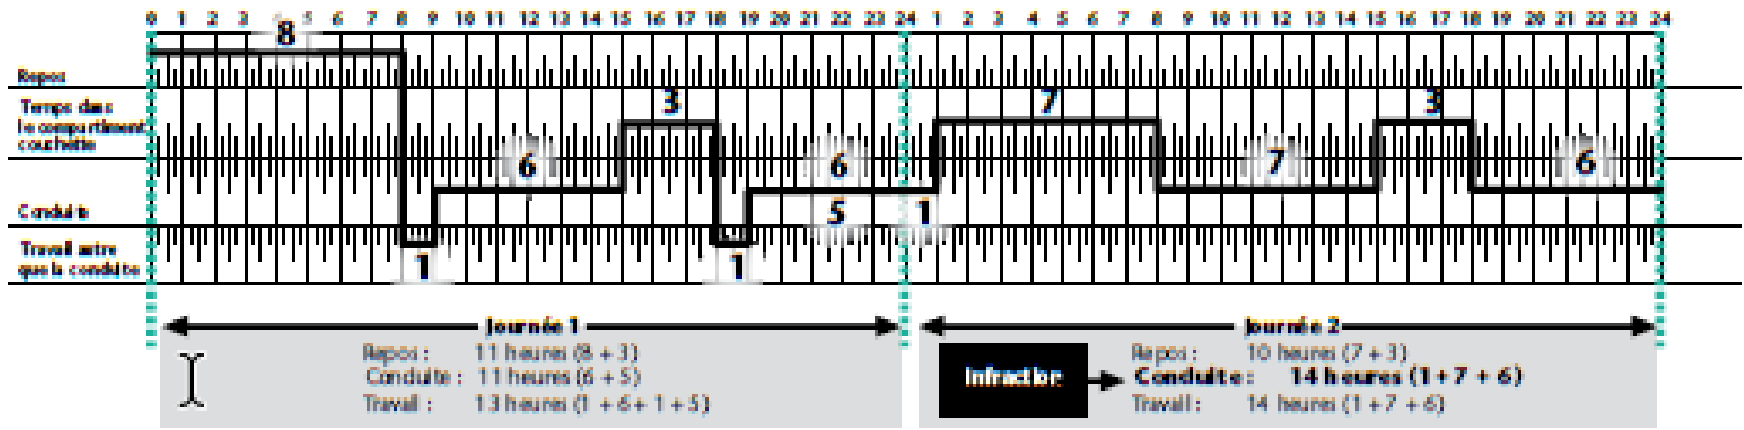 0 1 2 3 4 5 6 7 8 9 10 11 12 13 14 15 16 17 18 19 20 21 22 23 24 1 2 3 4 5 6 7 8 9 10 11 12 13 14 15 16 17 18 19 20 21 22 23 24
8
Repos
Temps dans
le compartiment
couchette
3 7 3
6 6 7 6
Conduite
5 1
Travail autre
que la conduite
1 1
Journée 1 Journée 2
Repos : 11 heures (8 + 3)
Conduite : 11 heures (6 + 5)
Travail : 13 heures (1 + 6 + 1 + 5)
Infraction
Repos : 10 heures (7 + 3)
Conduite : 14 heures (1 + 7 + 6)
Travail : 14 heures (1 + 7 + 6)